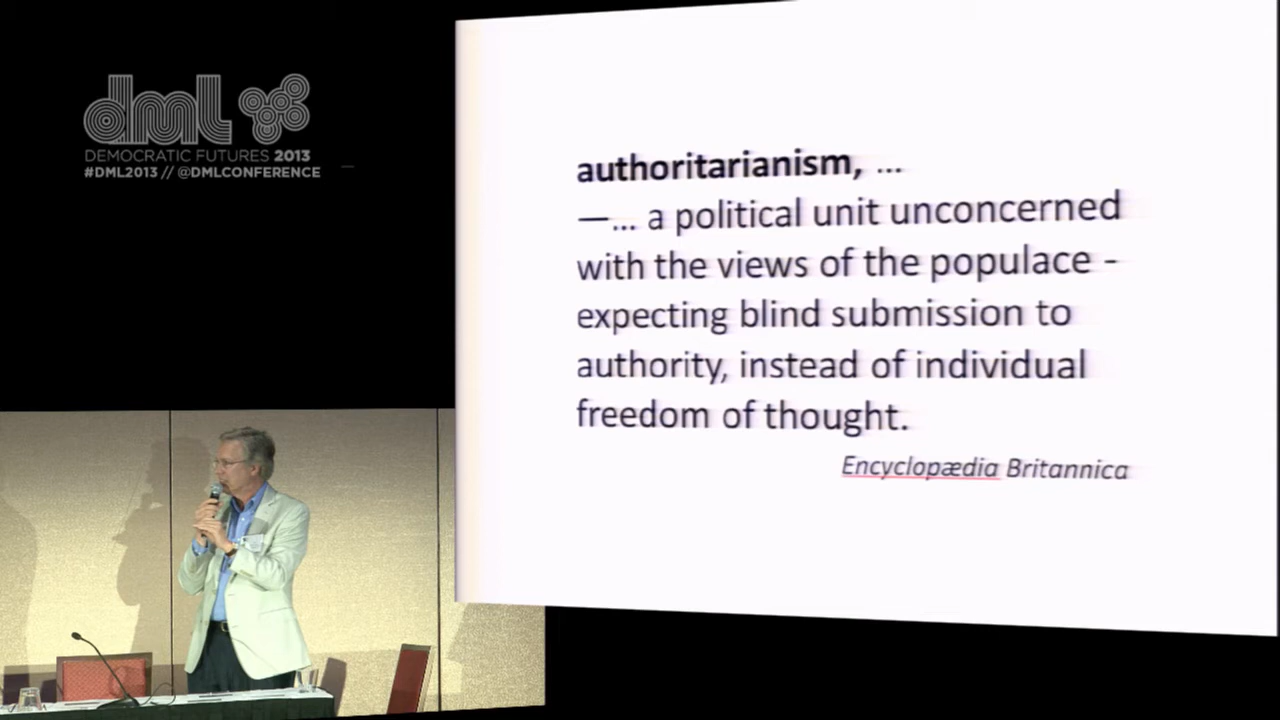 dml
DEMOCRATIC FUTURES 2013
#DML2013 // @DMLCONFERENCE
authoritarianism, ...
—... a political unit unconcerned
with the views of the populace -
expecting blind submission to
authority, instead of individual
freedom of thought.
Encyclopædia Britannica